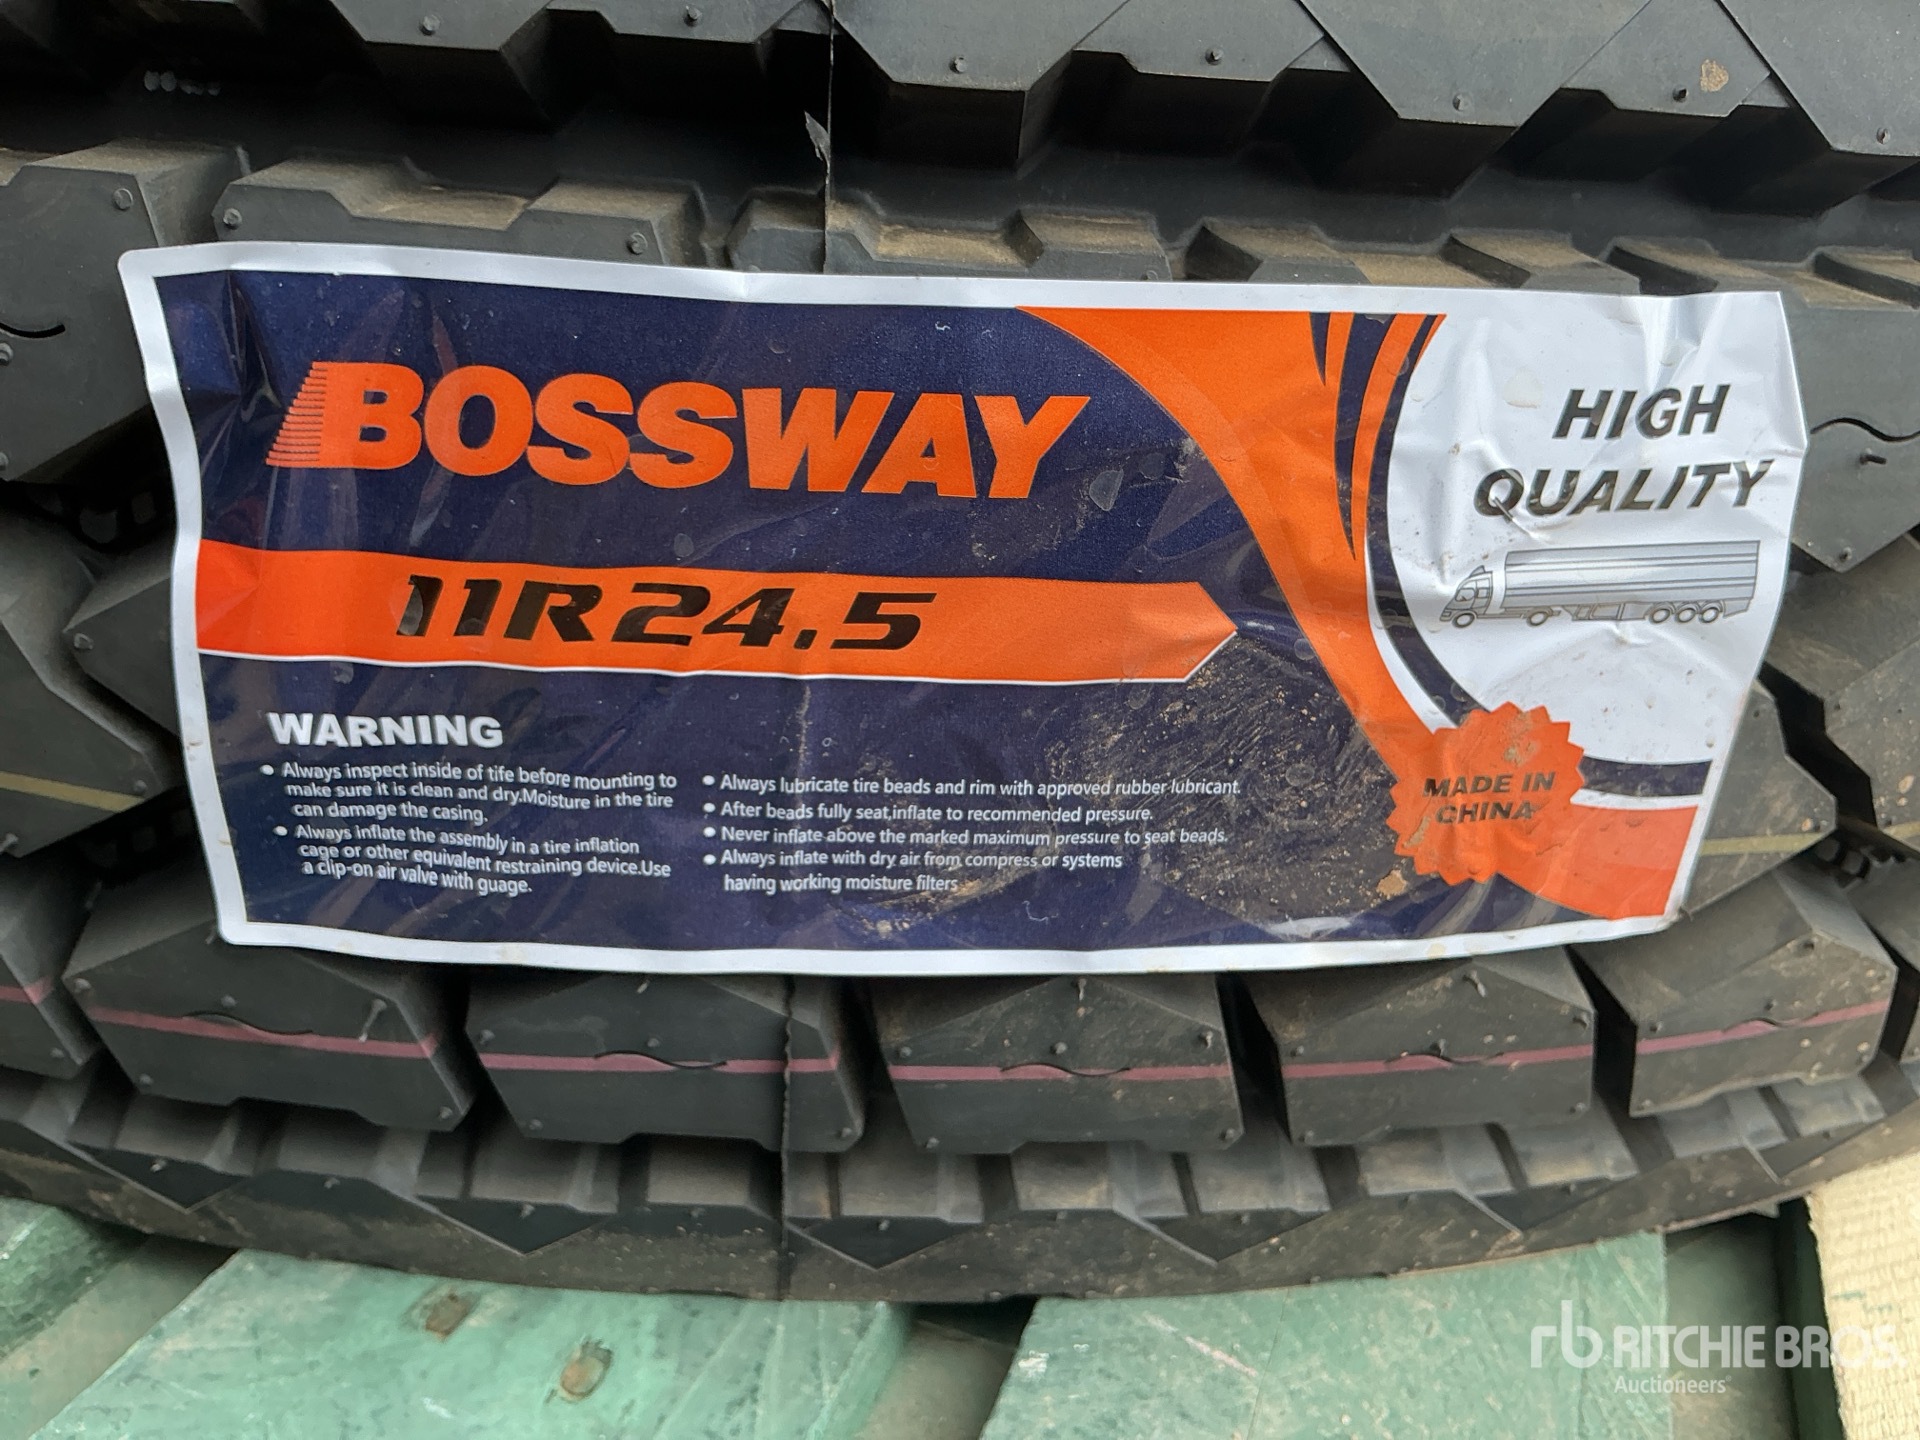 BOSSWAY
11R24.5
HIGH
QUALITY
MADE IN
CHINA
WARNING
• Always inspect inside of tife before mounting to
make sure it is clean and dry.Moisture in the tire
can damage the casing.
• Always Inflate the assembly in a tire inflation
cage or other equivalent restraining device.Use
a clip-on air valve with guage.
• Always lubricate tire beads and rim with approved rubber lubricant.
• After beads fully seat,inflate to recommended pressure.
• Never inflate above the marked maximum pressure to seat beads.
• Always inflate with dry air from compress or systems
having working moisture filters
rb RITCHIE BROS.
Auctioneers